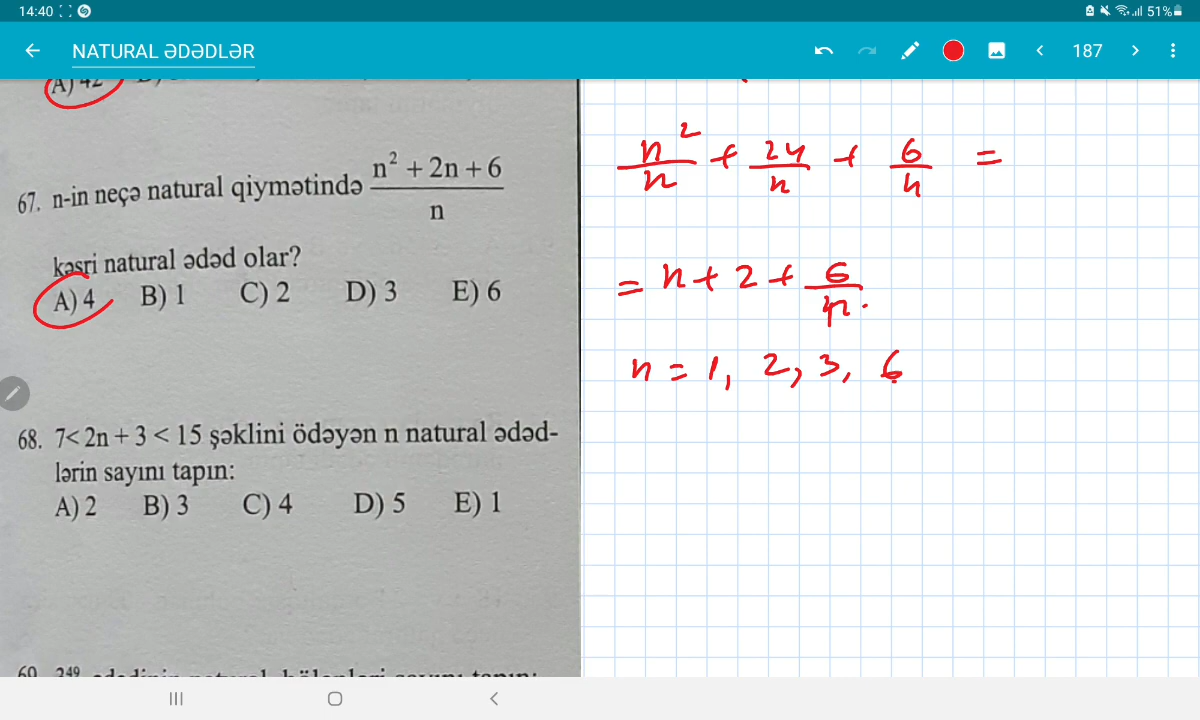 14:40
51%
NATURAL ƏDƏDLƏR
187
A) 42
67. n-in neçə natural qiymətində (n² + 2n + 6)/n
kəsri natural ədəd olar?
A) 4 B) 1 C) 2 D) 3 E) 6
68. 7< 2n + 3 < 15 şəklini ödəyən n natural ədəd-
lərin sayını tapın:
A) 2 B) 3 C) 4 D) 5 E) 1
n²/n + 2n/n + 6/n =
= n + 2 + 6/n.
n = 1, 2, 3, 6